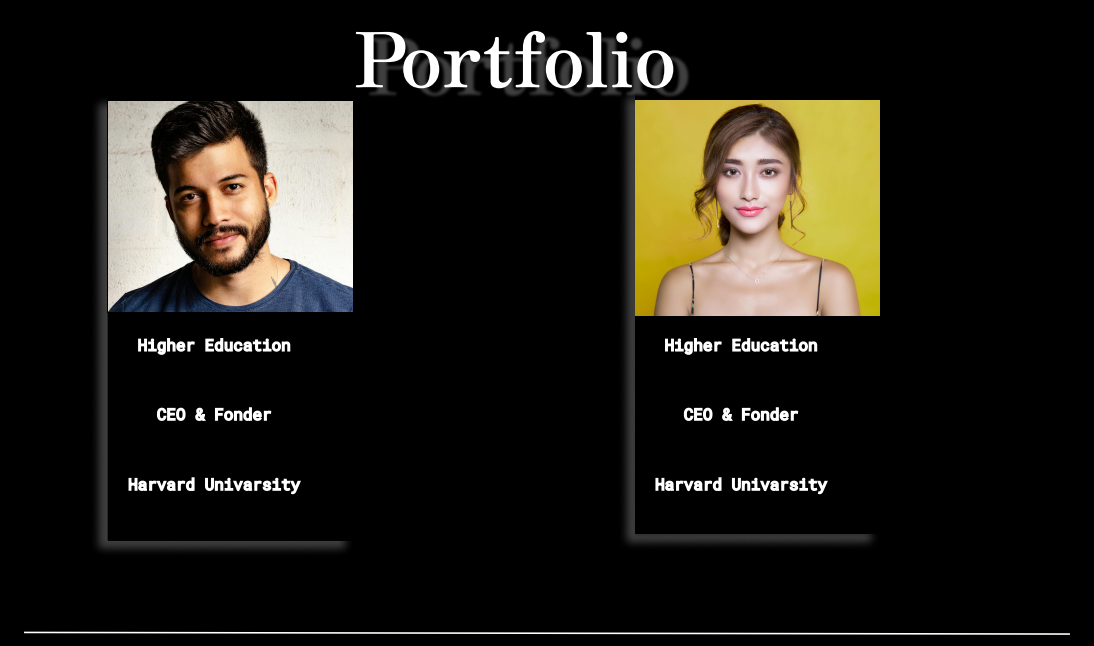 Portfolio
Higher Education
CEO & Fonder
Harvard Univarsity
Higher Education
CEO & Fonder
Harvard Univarsity